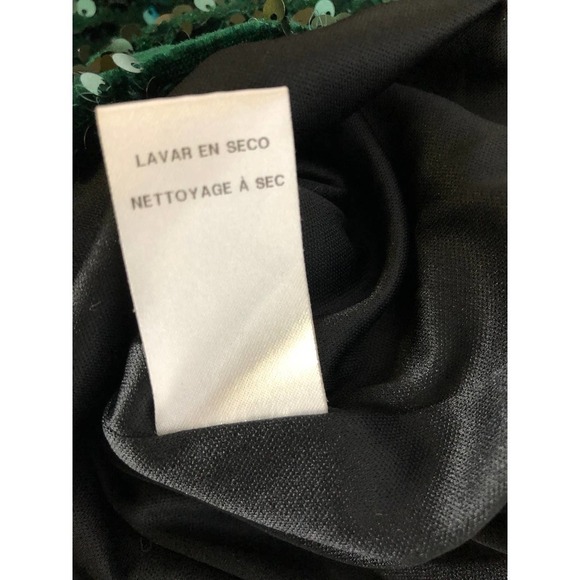 LAVAR EN SECO
NETTOYAGE À SEC